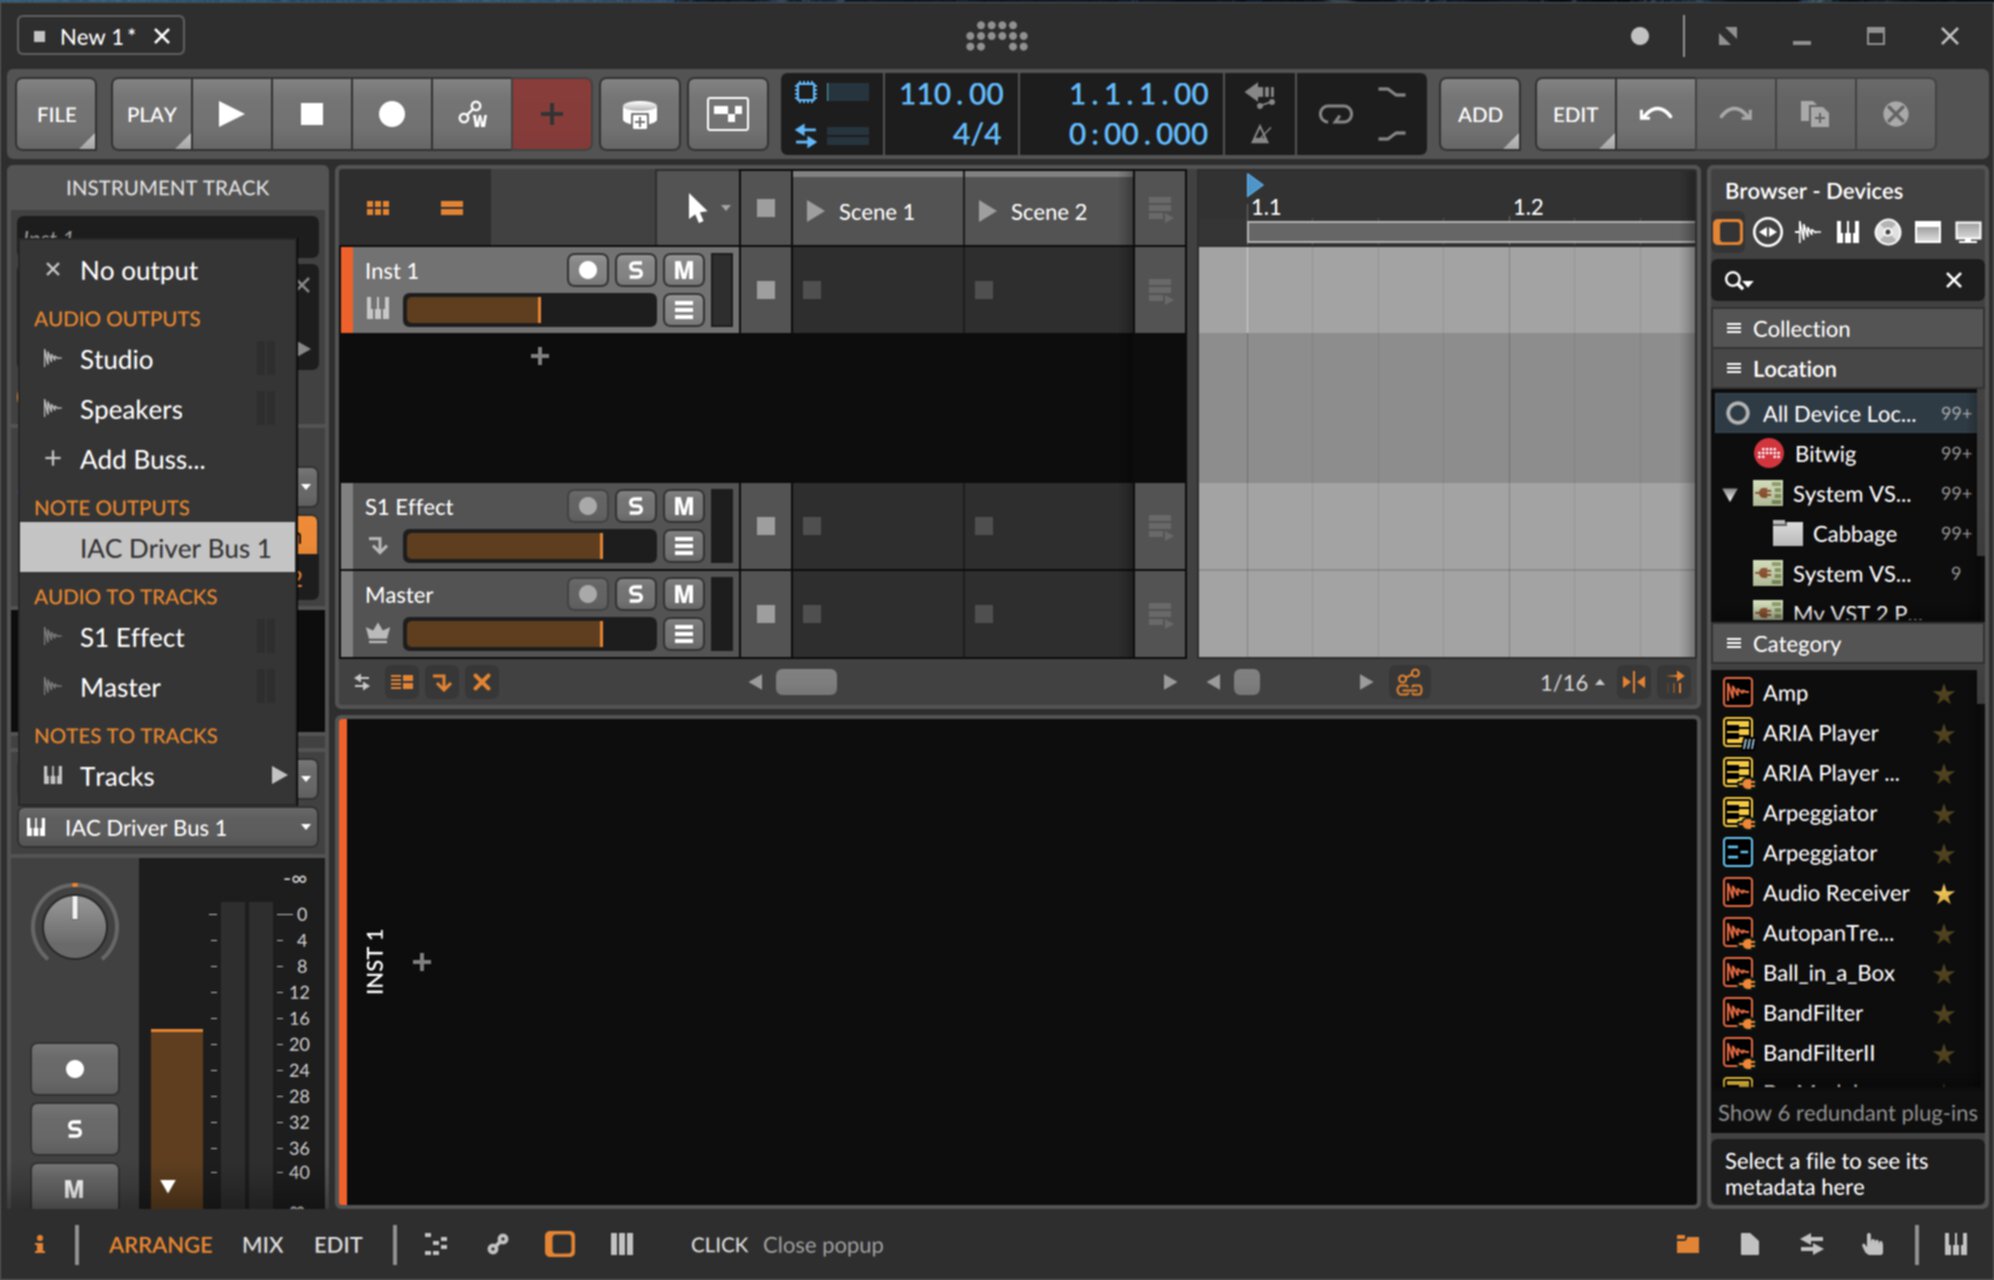 New 1*
FILE
PLAY
W
110.00
4/4
1.1.1.00
0:00.000
ADD
EDIT
INSTRUMENT TRACK
Inst 1
No output
AUDIO OUTPUTS
Studio
Speakers
Add Buss...
NOTE OUTPUTS
IAC Driver Bus 1
AUDIO TO TRACKS
S1 Effect
Master
NOTES TO TRACKS
Tracks
IAC Driver Bus 1
-∞
0
4
8
12
16
20
24
28
32
36
40
S
M
Scene 1
Scene 2
Inst 1
S
M
S1 Effect
S
M
Master
S
M
1.1
1.2
1/16
INST 1
Browser - Devices
Collection
Location
All Device Loc... 99+
Bitwig 99+
System VS... 99+
Cabbage 99+
System VS... 9
My VST 2 P...
Category
Amp
ARIA Player
ARIA Player ...
Arpeggiator
Arpeggiator
Audio Receiver
AutopanTre...
Ball_in_a_Box
BandFilter
BandFilterII
Show 6 redundant plug-ins
Select a file to see its
metadata here
i
ARRANGE
MIX
EDIT
CLICK Close popup